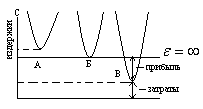 С
издержки
ε = ∞
А
Б
В
прибыль
затраты